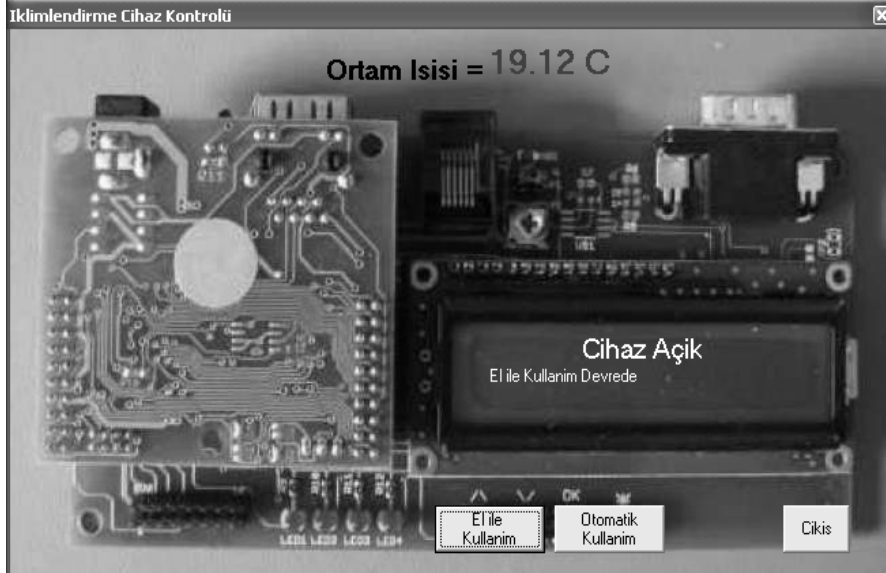 Iklimlendirme Cihaz Kontrolü
Ortam Isisi = 19.12 C
U$1
Cihaz Açik
El ile Kullanim Devrede
OK
LED1 LED2 LED3 LED4
El ile
Kullanim
Otomatik
Kullanim
Cikis